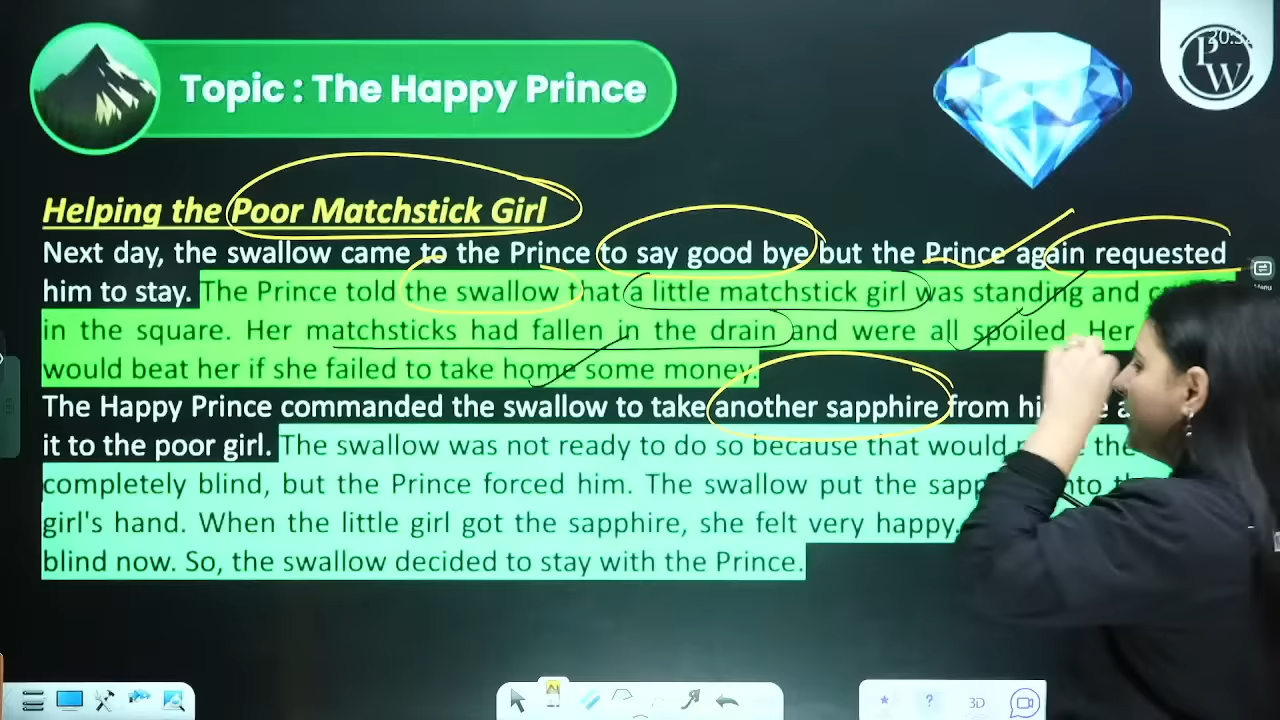 Topic : The Happy Prince
20:3
PW
Helping the Poor Matchstick Girl
Next day, the swallow came to the Prince to say good bye but the Prince again requested
him to stay. The Prince told the swallow that a little matchstick girl was standing and
in the square. Her matchsticks had fallen in the drain and were all spoiled. Her
would beat her if she failed to take home some money.
The Happy Prince commanded the swallow to take another sapphire from
it to the poor girl. The swallow was not ready to do so because that would the
completely blind, but the Prince forced him. The swallow put the
girl's hand. When the little girl got the sapphire, she felt very happy.
blind now. So, the swallow decided to stay with the Prince.
Menu
3D